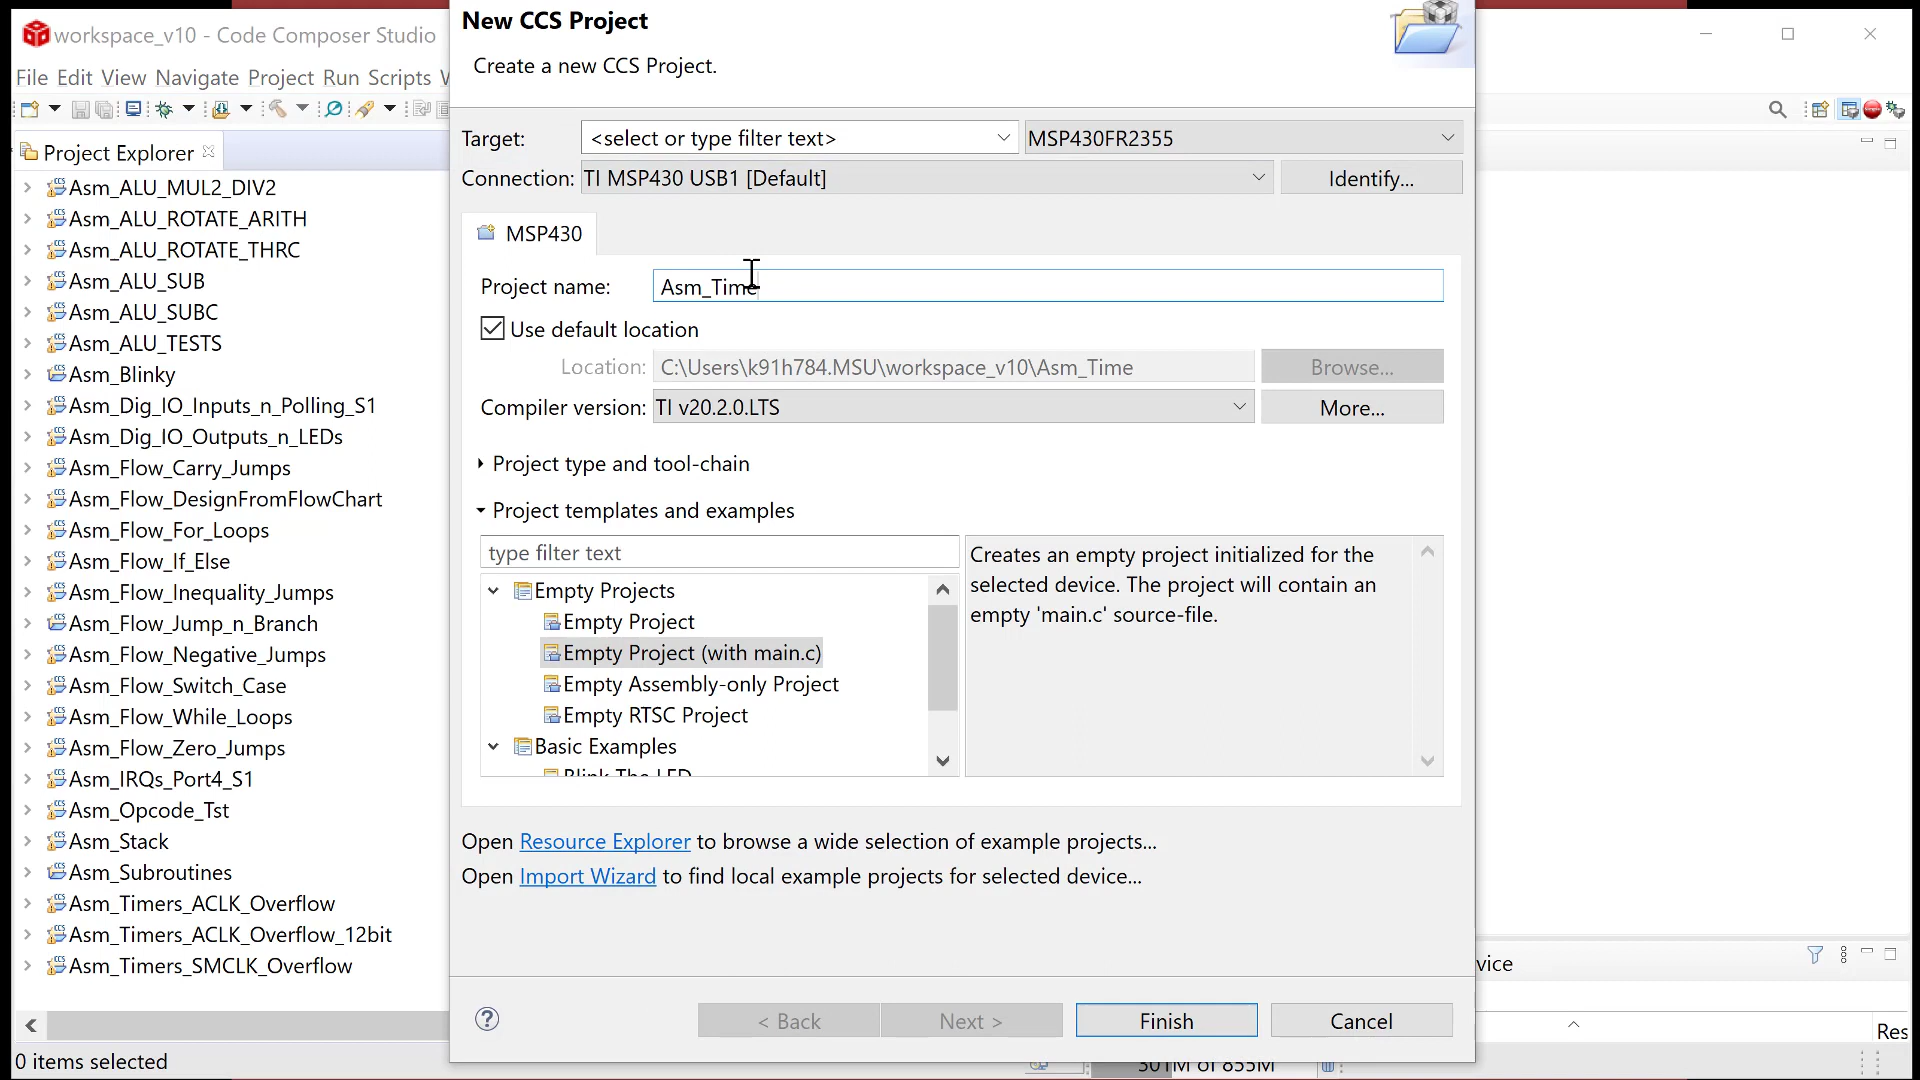 workspace_v10 - Code Composer Studio
File Edit View Navigate Project Run Scripts
Project Explorer
Asm_ALU_MUL2_DIV2
Asm_ALU_ROTATE_ARITH
Asm_ALU_ROTATE_THRC
Asm_ALU_SUB
Asm_ALU_SUBC
Asm_ALU_TESTS
Asm_Blinky
Asm_Dig_IO_Inputs_n_Polling_S1
Asm_Dig_IO_Outputs_n_LEDs
Asm_Flow_Carry_Jumps
Asm_Flow_DesignFromFlowChart
Asm_Flow_For_Loops
Asm_Flow_If_Else
Asm_Flow_Inequality_Jumps
Asm_Flow_Jump_n_Branch
Asm_Flow_Negative_Jumps
Asm_Flow_Switch_Case
Asm_Flow_While_Loops
Asm_Flow_Zero_Jumps
Asm_IRQs_Port4_S1
Asm_Opcode_Tst
Asm_Stack
Asm_Subroutines
Asm_Timers_ACLK_Overflow
Asm_Timers_ACLK_Overflow_12bit
Asm_Timers_SMCLK_Overflow
0 items selected
New CCS Project
Create a new CCS Project.
Target: <select or type filter text> MSP430FR2355
Connection: TI MSP430 USB1 [Default] Identify...
MSP430
Project name: Asm_Time
Use default location
Location: C:\Users\k91h784.MSU\workspace_v10\Asm_Time Browse...
Compiler version: TI v20.2.0.LTS More...
Project type and tool-chain
Project templates and examples
type filter text
Empty Projects
Empty Project
Empty Project (with main.c)
Empty Assembly-only Project
Empty RTSC Project
Basic Examples
Blink The LED
Creates an empty project initialized for the
selected device. The project will contain an
empty 'main.c' source-file.
Open Resource Explorer to browse a wide selection of example projects...
Open Import Wizard to find local example projects for selected device...
< Back Next > Finish Cancel
vice
Res
301M of 855M